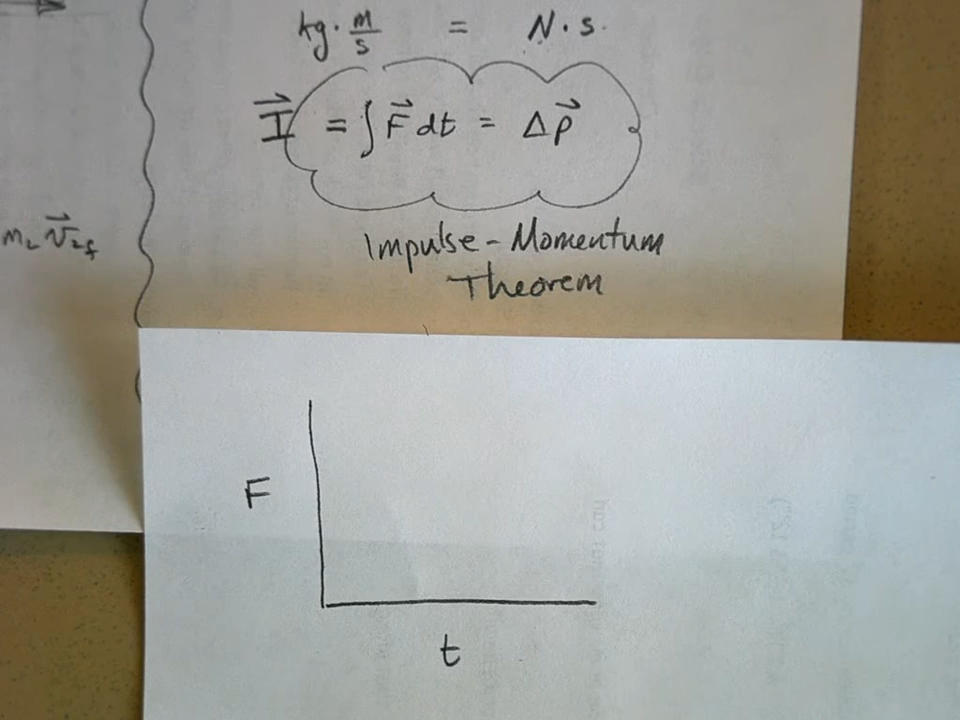 kg · m/s = N · s.
I⃗ = ∫ F⃗ dt = Δp⃗
m₂ v⃗₂f
Impulse - Momentum
Theorem
F
t